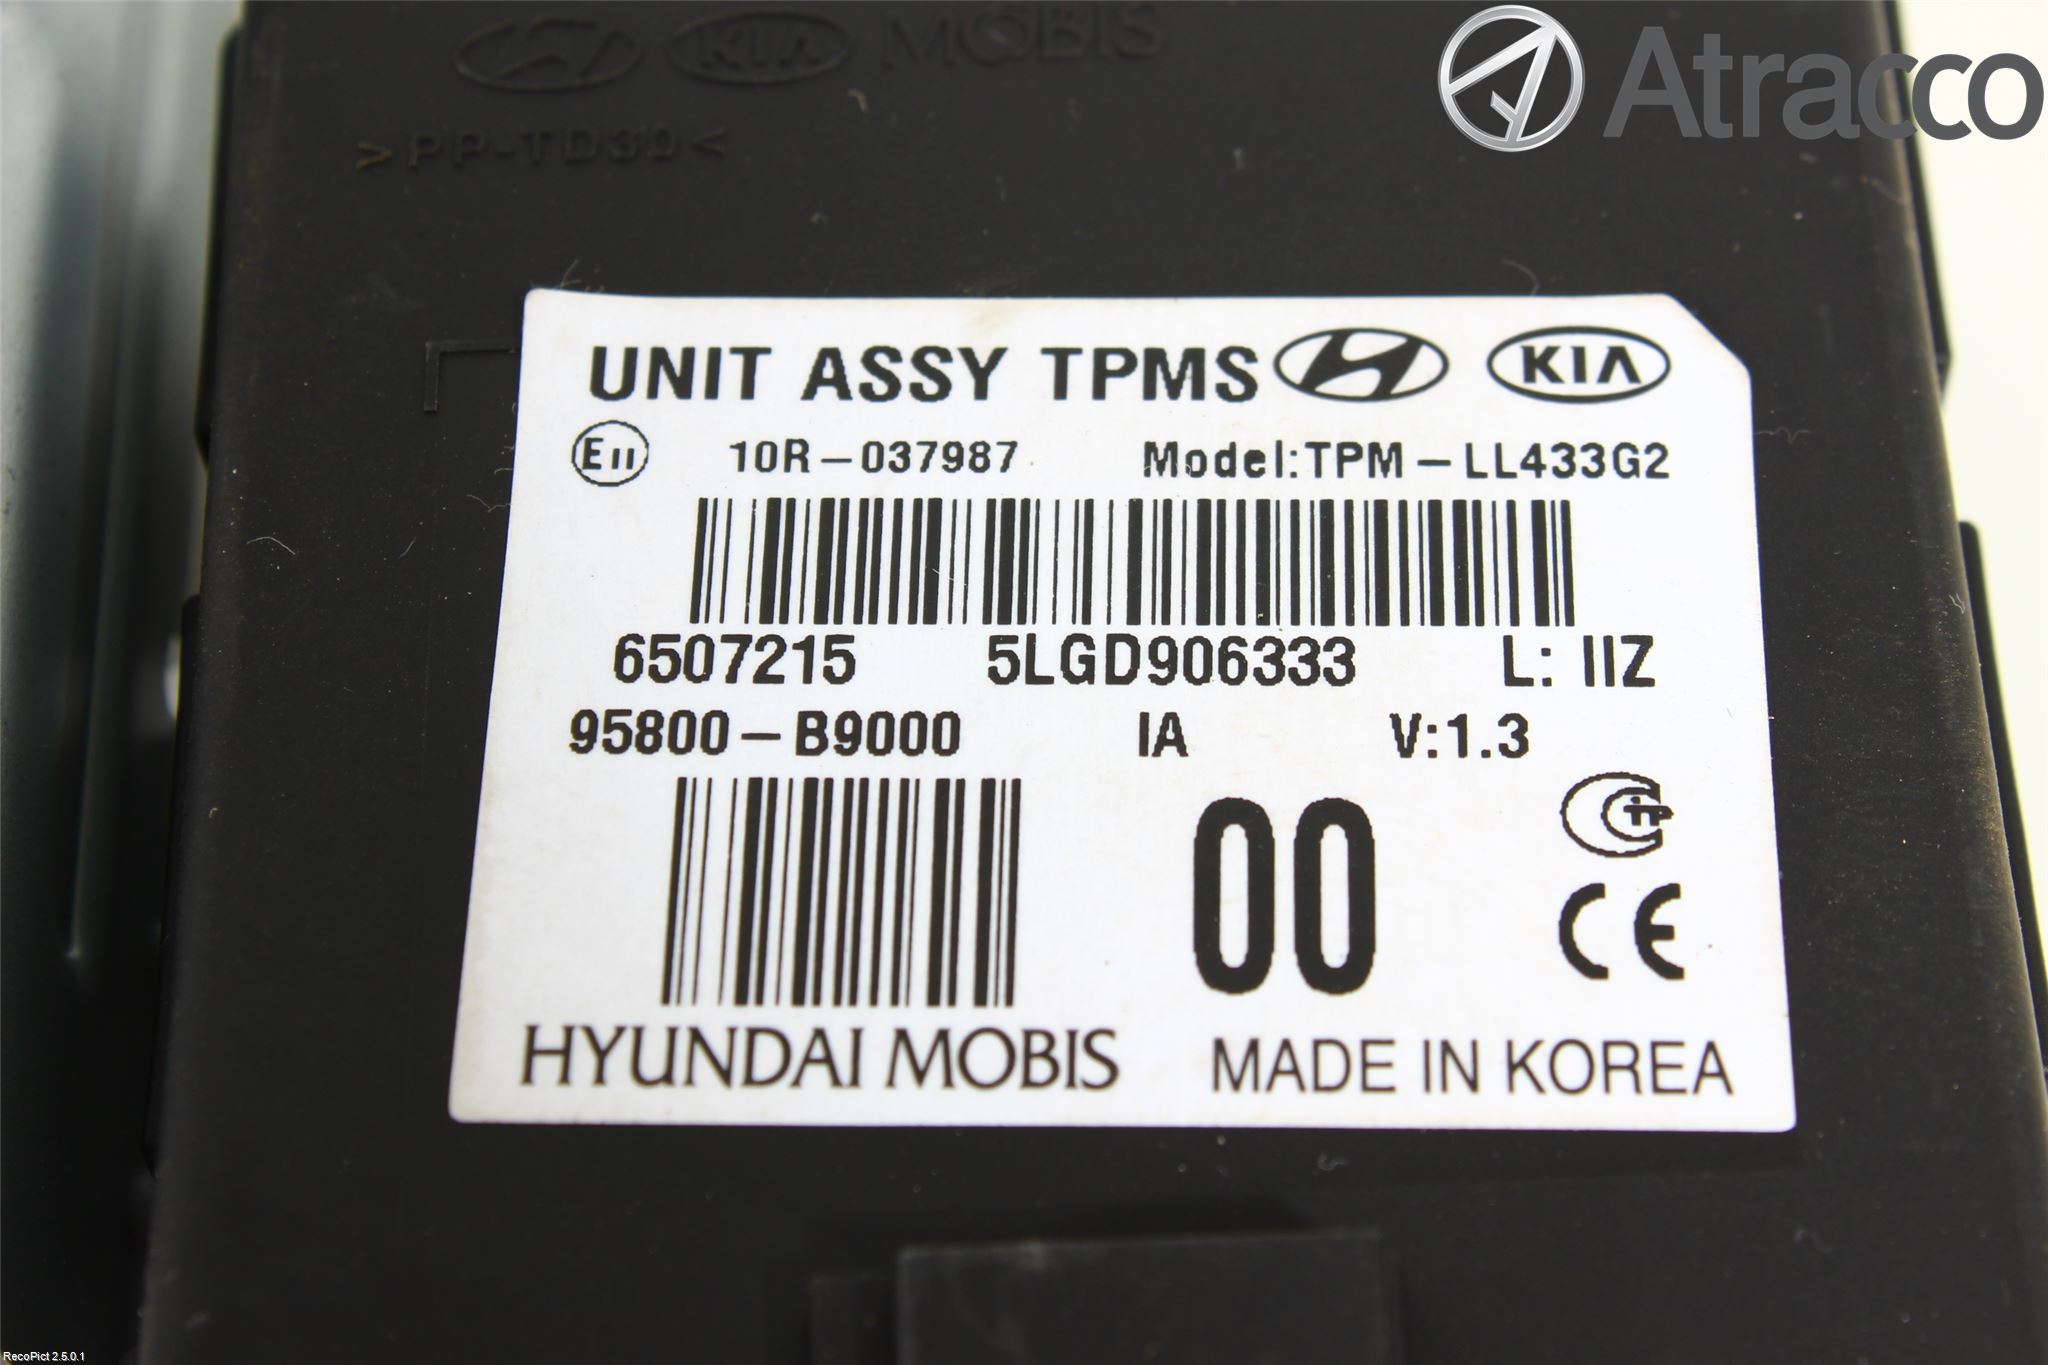 KIA MOBIS
Atracco
>PP-TD30<
UNIT ASSY TPMS KIA
E11 10R-037987 Model:TPM-LL433G2
6507215 5LGD906333 L: IIZ
95800-B9000 IA V:1.3
00
CE
HYUNDAI MOBIS MADE IN KOREA
RecoPict 2.5.0.1